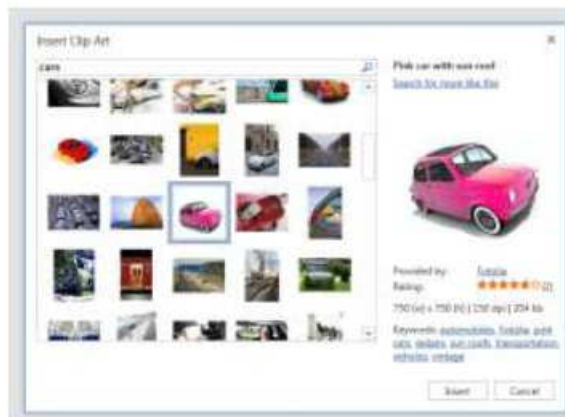 Insert Clip Art
cars
Pink car with sun roof
Search for more like this
Provided by: Fotolia
Rating:
750 (w) x 750 (h) | 150 dpi | 204 kb
Keywords: automobiles, Fotolia, pink
cars, sedans, sun roofs, transportation,
vehicles, vintage
Insert
Cancel